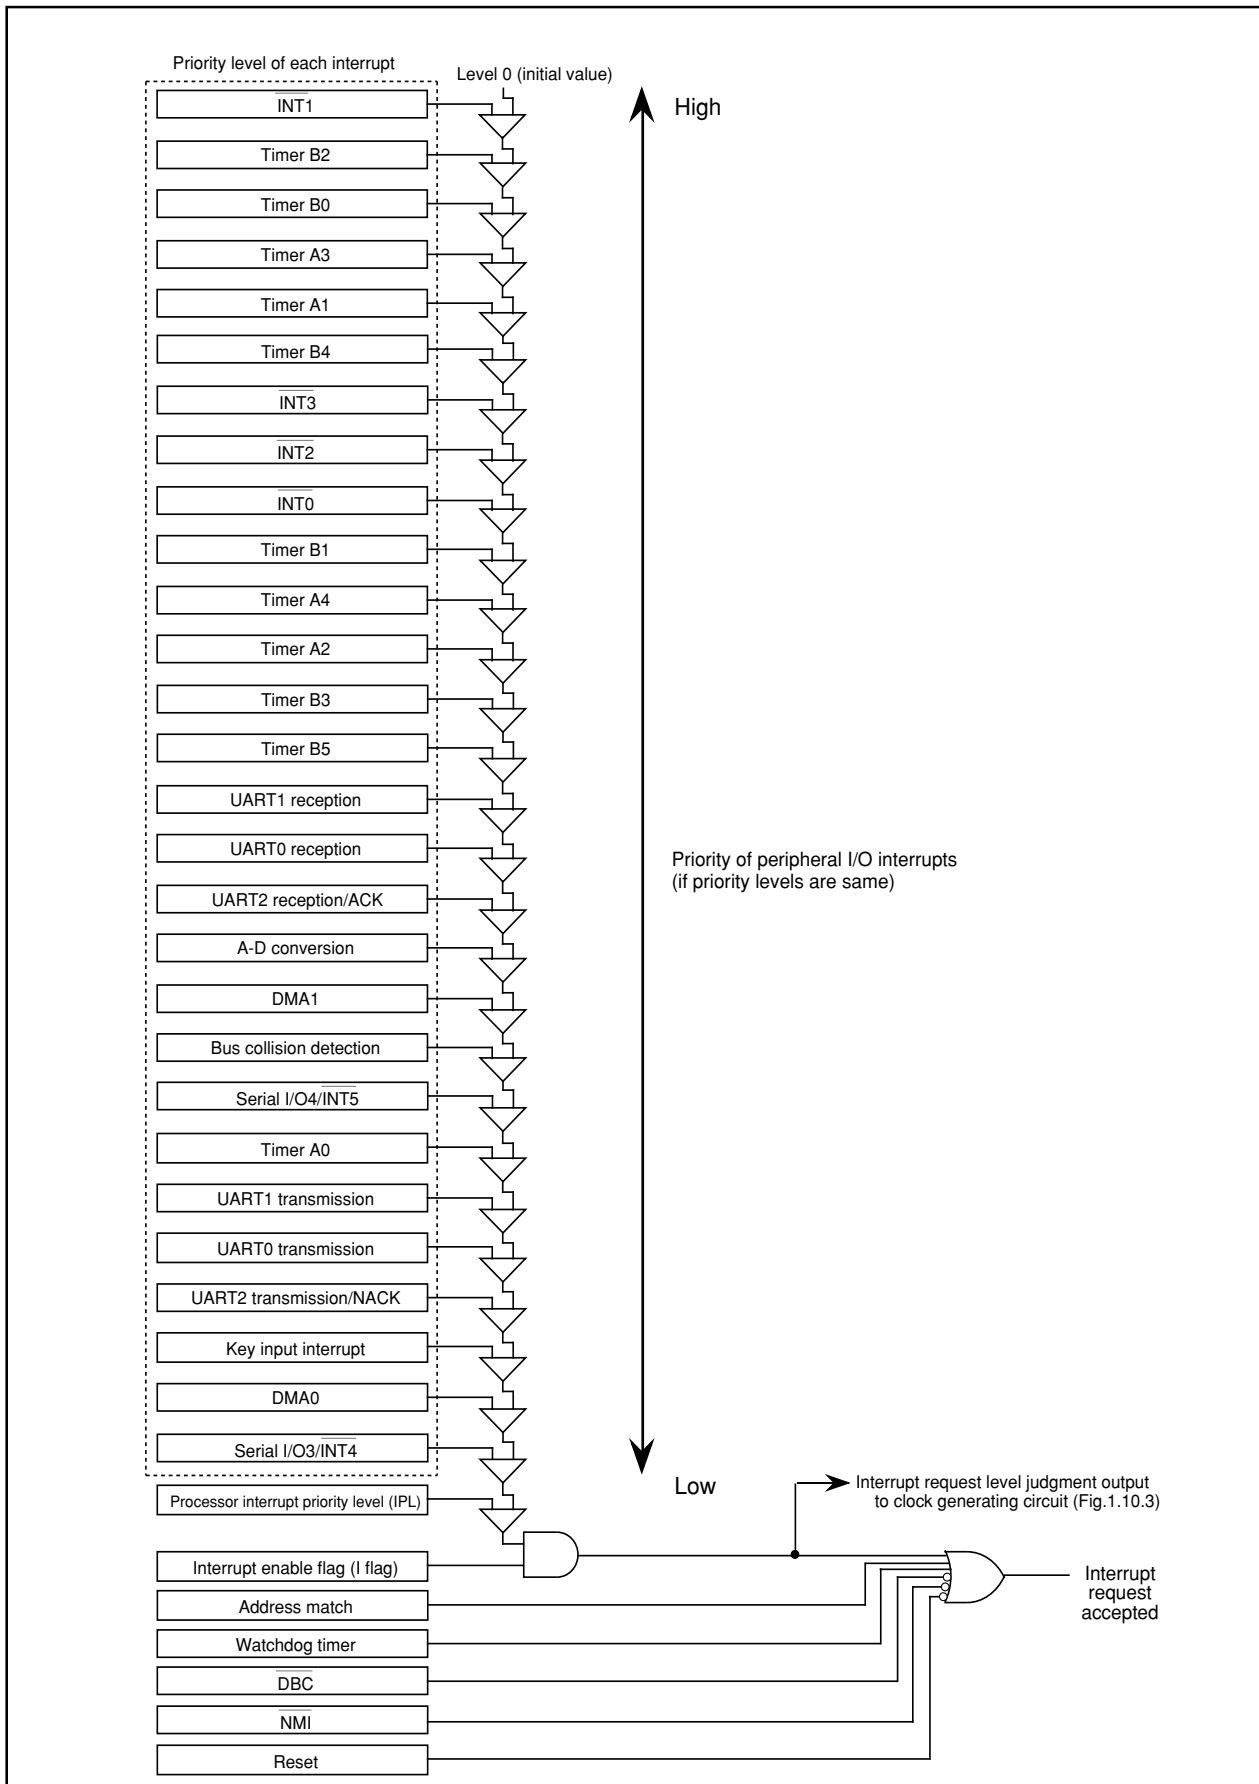 Priority level of each interrupt
Level 0 (initial value)
High
INT1
Timer B2
Timer B0
Timer A3
Timer A1
Timer B4
INT3
INT2
INT0
Timer B1
Timer A4
Timer A2
Timer B3
Timer B5
UART1 reception
UART0 reception
Priority of peripheral I/O interrupts
(if priority levels are same)
UART2 reception/ACK
A-D conversion
DMA1
Bus collision detection
Serial I/O4/INT5
Timer A0
UART1 transmission
UART0 transmission
UART2 transmission/NACK
Key input interrupt
DMA0
Serial I/O3/INT4
Low
Interrupt request level judgment output
to clock generating circuit (Fig.1.10.3)
Processor interrupt priority level (IPL)
Interrupt enable flag (I flag)
Interrupt
request
accepted
Address match
Watchdog timer
DBC
NMI
Reset